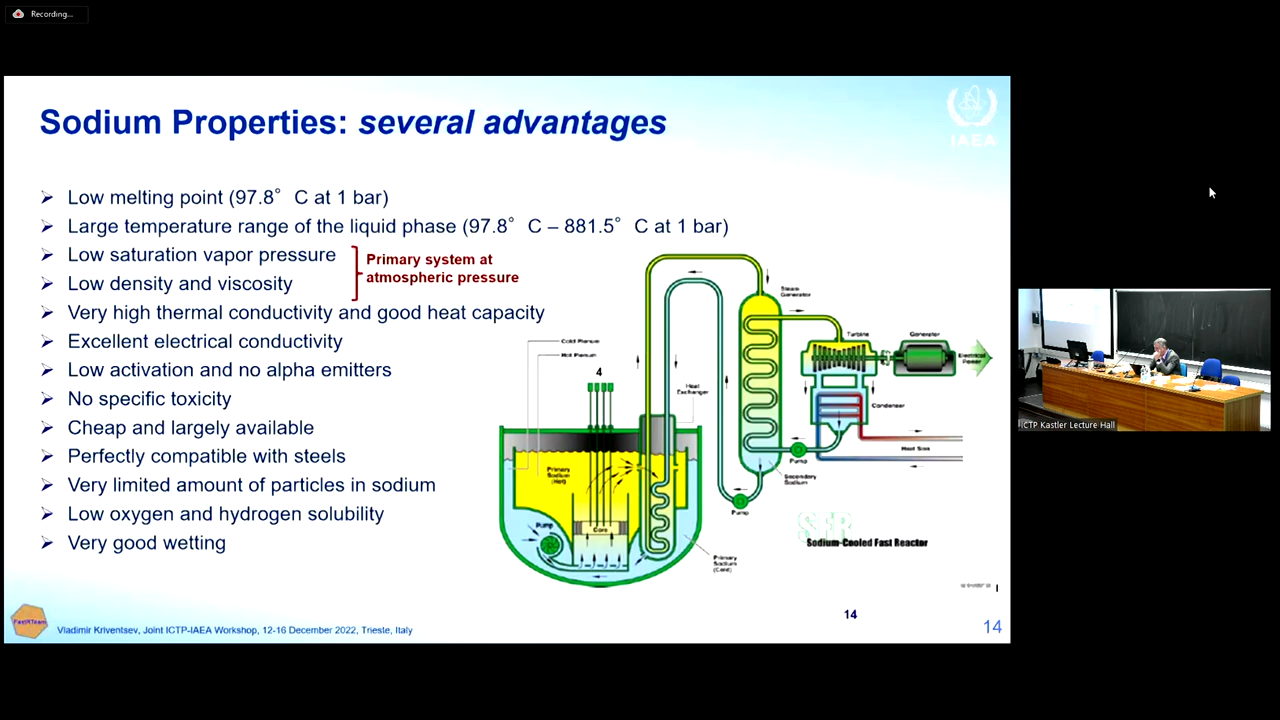 Recording...
Sodium Properties: several advantages
IAEA
Low melting point (97.8° C at 1 bar)
Large temperature range of the liquid phase (97.8° C – 881.5° C at 1 bar)
Low saturation vapor pressure
Low density and viscosity
Primary system at
atmospheric pressure
Very high thermal conductivity and good heat capacity
Excellent electrical conductivity
Low activation and no alpha emitters
No specific toxicity
Cheap and largely available
Perfectly compatible with steels
Very limited amount of particles in sodium
Low oxygen and hydrogen solubility
Very good wetting
Steam
Generator
Turbine
Generator
Electrical
Power
Cold Plenum
Hot Plenum
4
Heat
Exchanger
Condenser
Heat Sink
Pump
Primary
Sodium
(Hot)
Secondary
Sodium
Pump
Core
Pump
Primary
Sodium
(Cold)
SFR
Sodium-Cooled Fast Reactor
14
FastRTeam
Vladimir Kriventsev, Joint ICTP-IAEA Workshop, 12-16 December 2022, Trieste, Italy
14
ICTP Kastler Lecture Hall